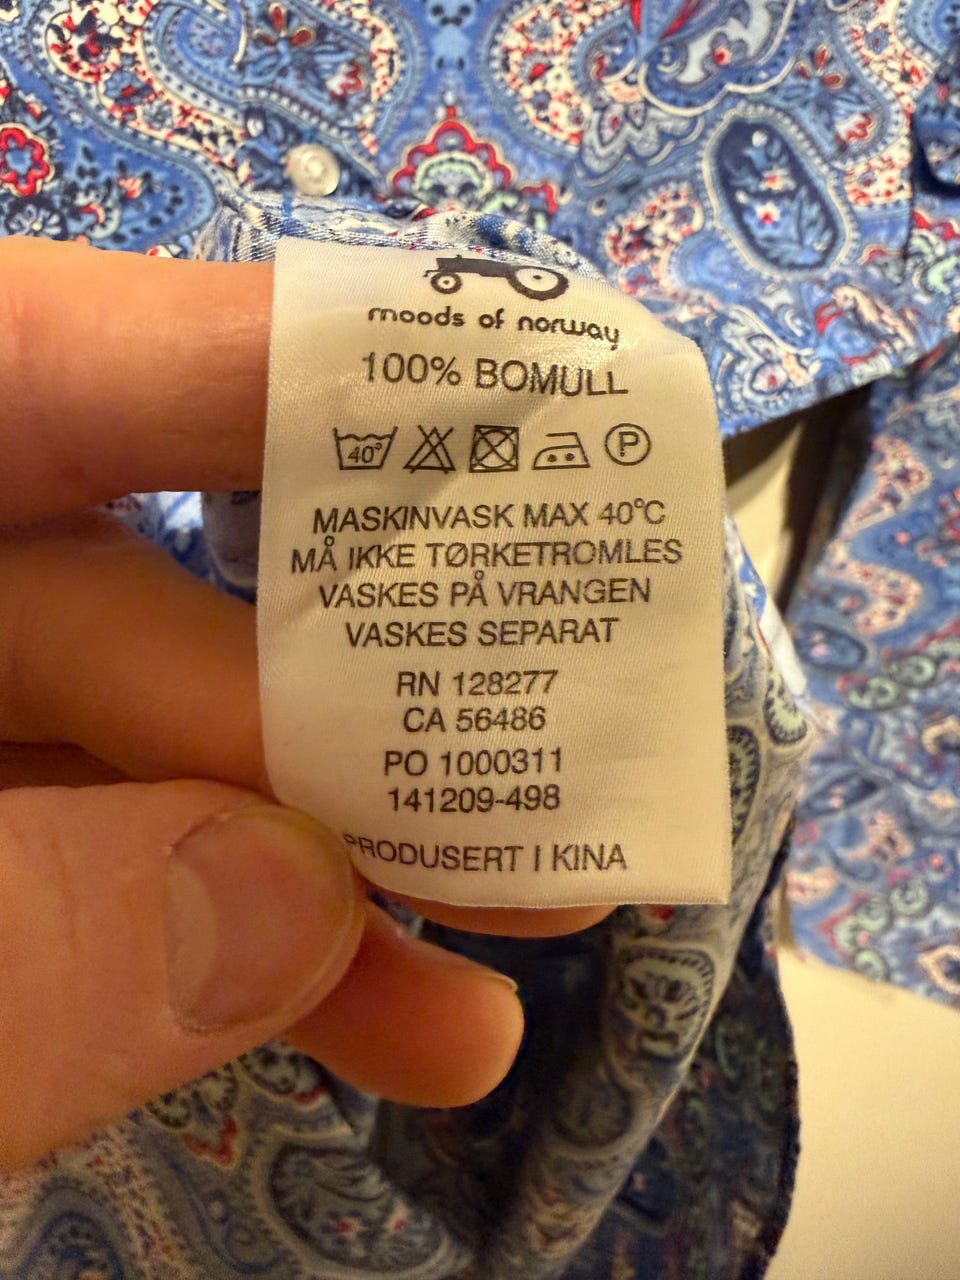 moods of norway
100% BOMULL
40°
P
MASKINVASK MAX 40°C
MÅ IKKE TØRKETROMLES
VASKES PÅ VRANGEN
VASKES SEPARAT
RN 128277
CA 56486
PO 1000311
141209-498
PRODUSERT I KINA